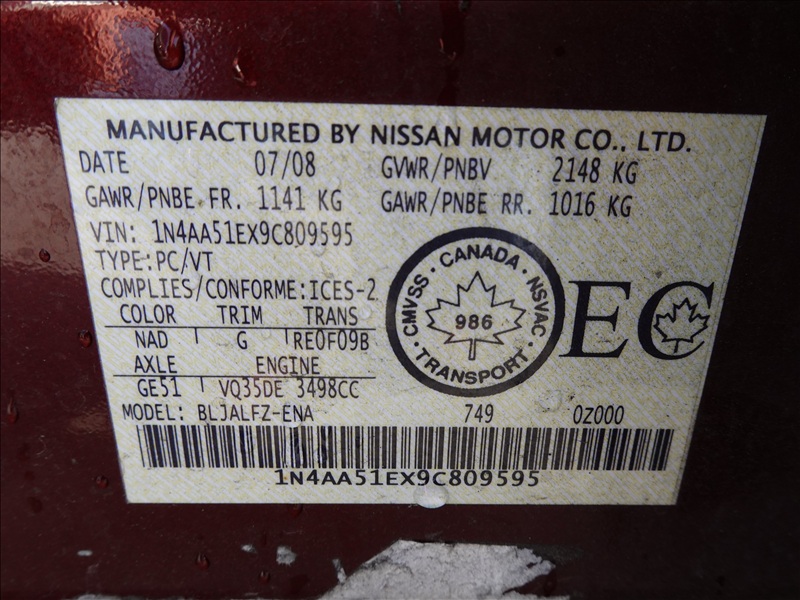 MANUFACTURED BY NISSAN MOTOR CO., LTD.
DATE 07/08 GVWR/PNBV 2148 KG
GAWR/PNBE FR. 1141 KG GAWR/PNBE RR. 1016 KG
VIN: 1N4AA51EX9C809595
TYPE:PC/VT
COMPLIES/CONFORME:ICES-2
COLOR TRIM TRANS
NAD G RE0F09B
AXLE ENGINE
GE51 VQ35DE 3498CC
MODEL: BLJALFZ-ENA 749 0Z000
CMVSS · CANADA · NSVAC
986
· TRANSPORT ·
EC
1N4AA51EX9C809595